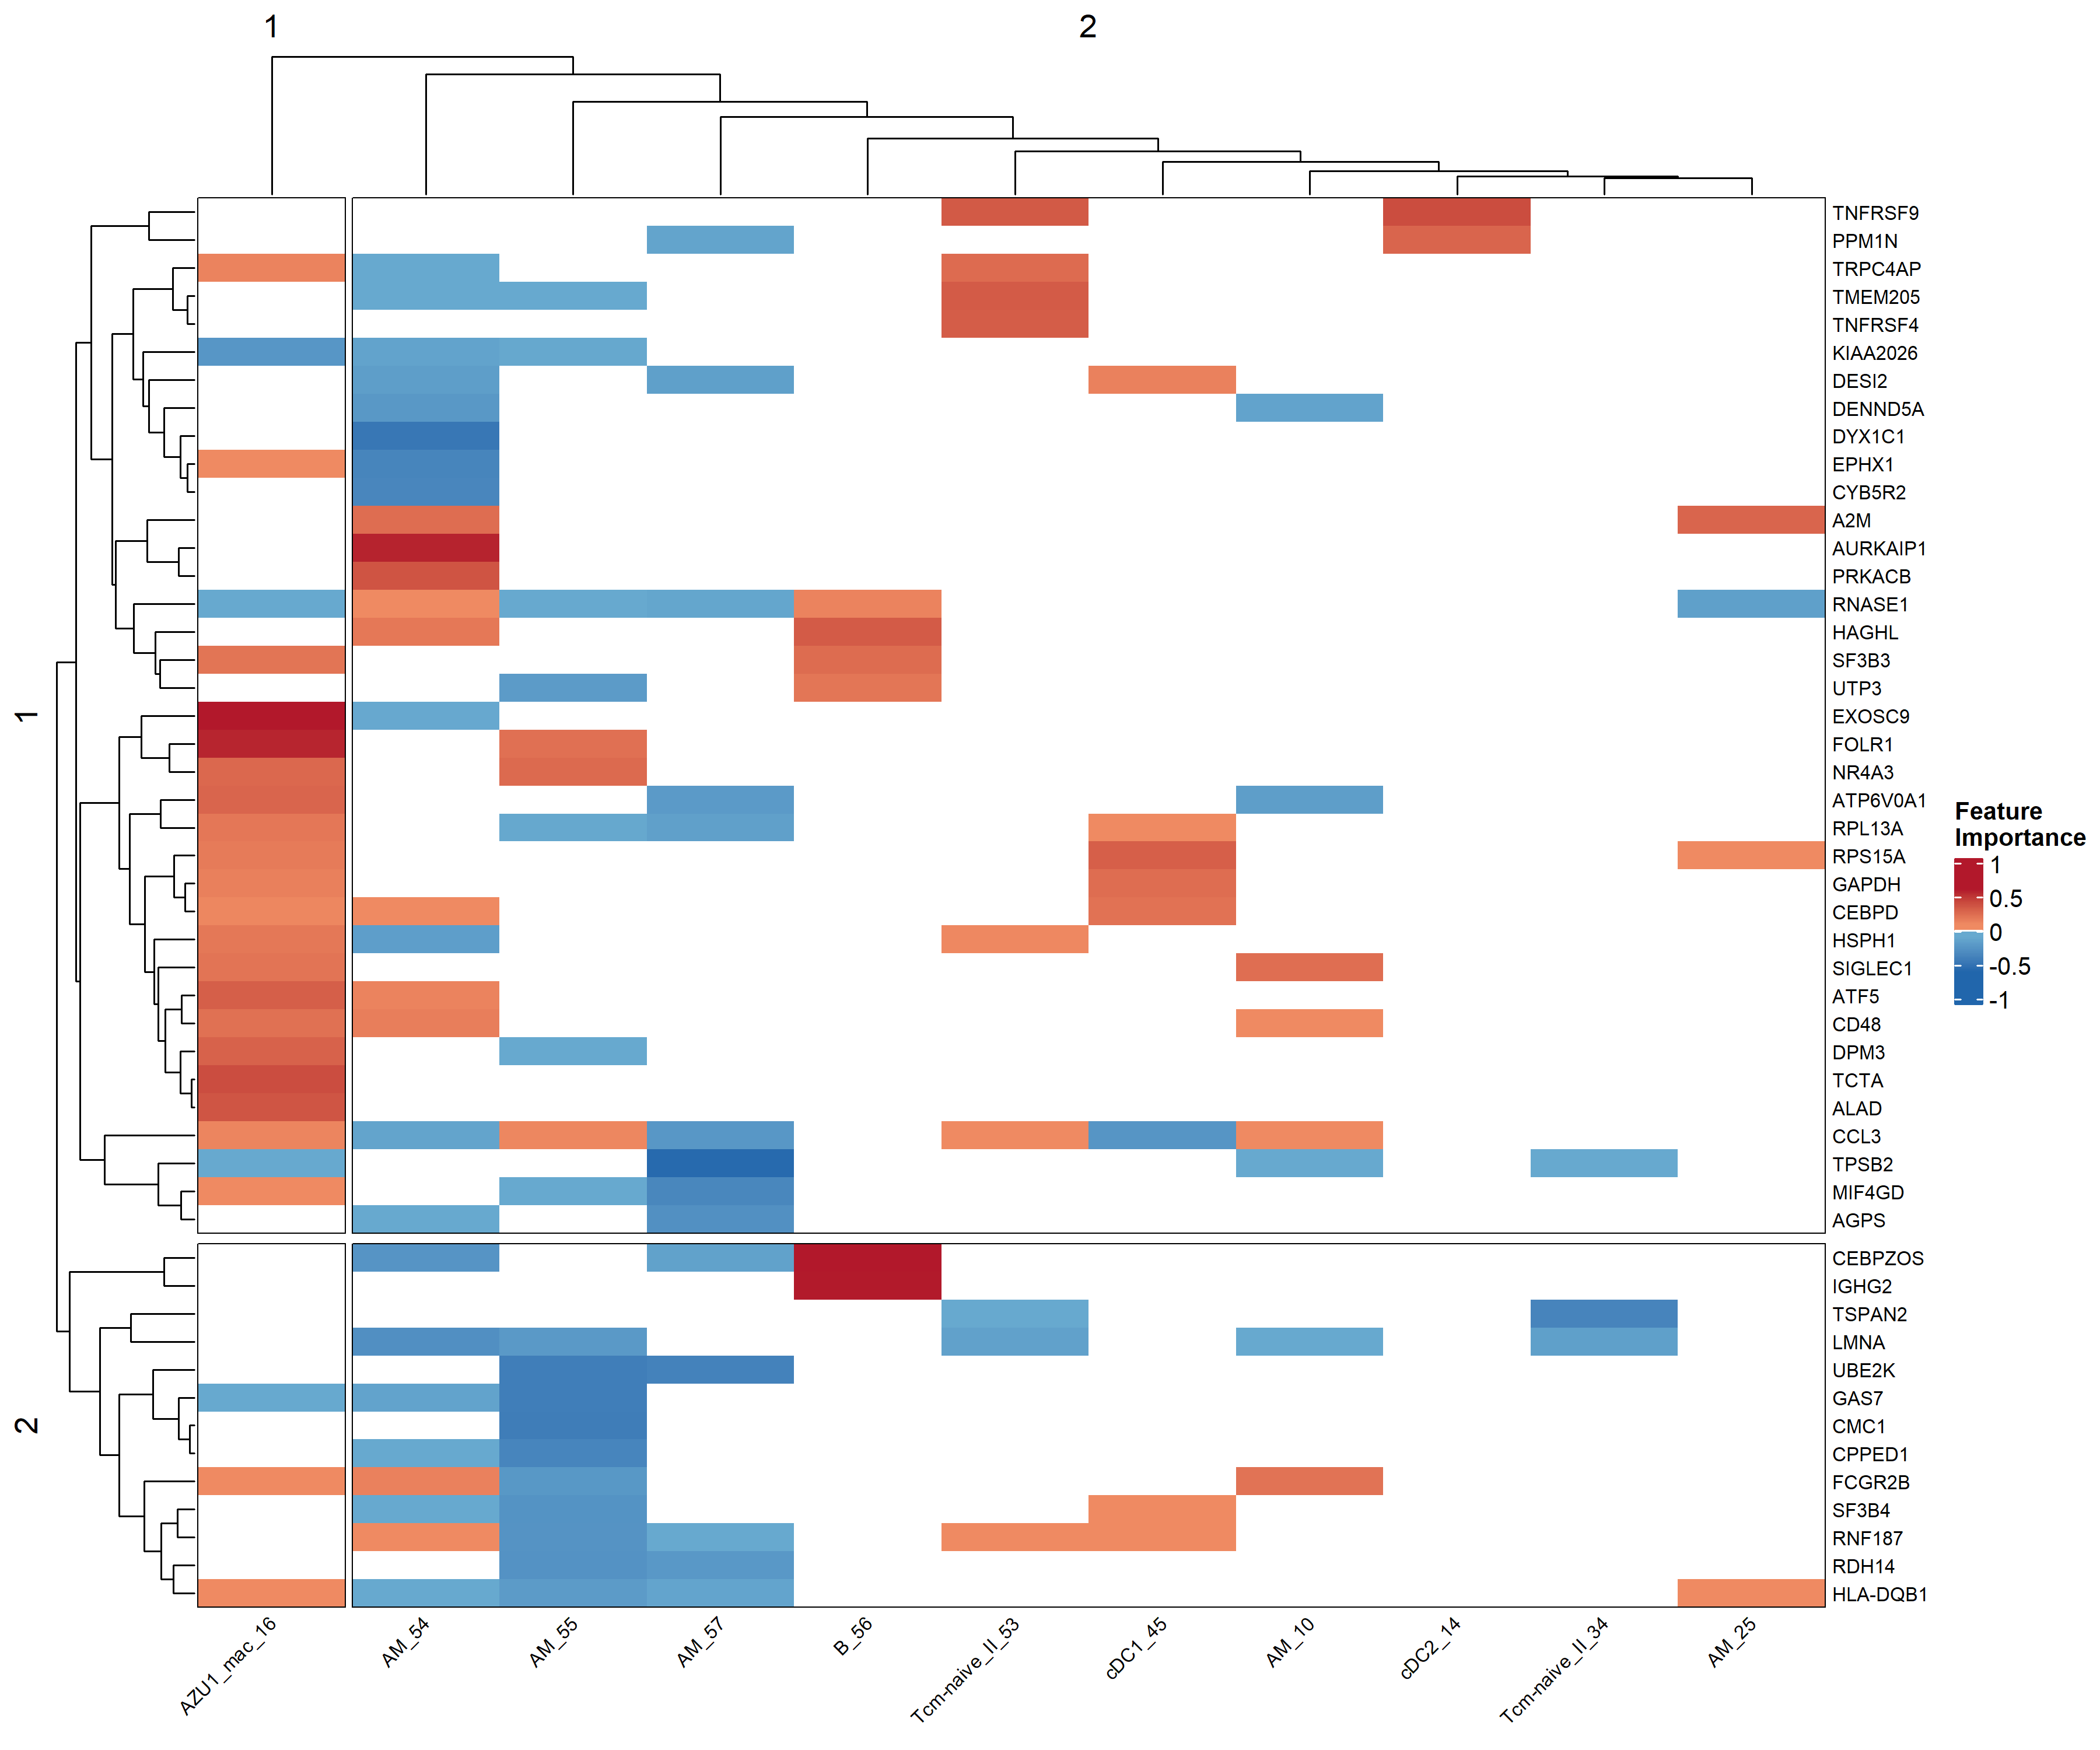 1
2
TNFRSF9
PPM1N
TRPC4AP
TMEM205
TNFRSF4
KIAA2026
DESI2
DENND5A
DYX1C1
EPHX1
CYB5R2
A2M
AURKAIP1
PRKACB
RNASE1
HAGHL
SF3B3
UTP3
EXOSC9
FOLR1
NR4A3
ATP6V0A1
RPL13A
RPS15A
GAPDH
CEBPD
HSPH1
SIGLEC1
ATF5
CD48
DPM3
TCTA
ALAD
CCL3
TPSB2
MIF4GD
AGPS
CEBPZOS
IGHG2
TSPAN2
LMNA
UBE2K
GAS7
CMC1
CPPED1
FCGR2B
SF3B4
RNF187
RDH14
HLA-DQB1
1
2
AZU1_mac_16
AM_54
AM_55
AM_57
B_56
Tcm-naive_II_53
cDC1_45
AM_10
cDC2_14
Tcm-naive_II_34
AM_25
Feature
Importance
1
0.5
0
-0.5
-1